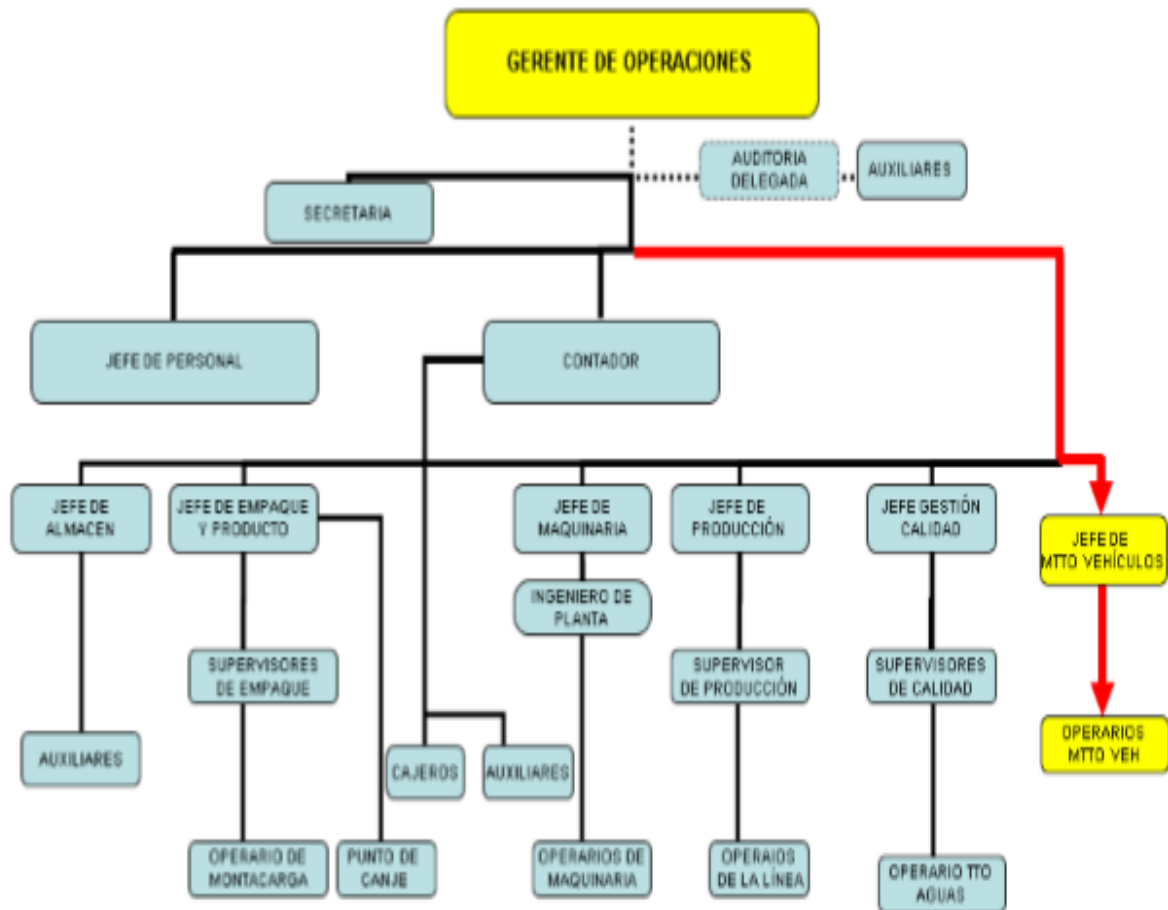 GERENTE DE OPERACIONES
AUDITORIA
DELEGADA
AUXILIARES
SECRETARIA
JEFE DE PERSONAL
CONTADOR
JEFE DE
ALMACEN
JEFE DE EMPAQUE
Y PRODUCTO
JEFE DE
MAQUINARIA
JEFE DE
PRODUCCIÓN
JEFE GESTIÓN
CALIDAD
JEFE DE
MTTO VEHÍCULOS
INGENIERO DE
PLANTA
SUPERVISORES
DE EMPAQUE
SUPERVISOR
DE PRODUCCIÓN
SUPERVISORES
DE CALIDAD
OPERARIOS
MTTO VEH
AUXILIARES
CAJEROS
AUXILIARES
OPERARIO DE
MONTACARGA
PUNTO DE
CANJE
OPERARIOS DE
MAQUINARIA
OPERAIOS
DE LA LÍNEA
OPERARIO TTO
AGUAS